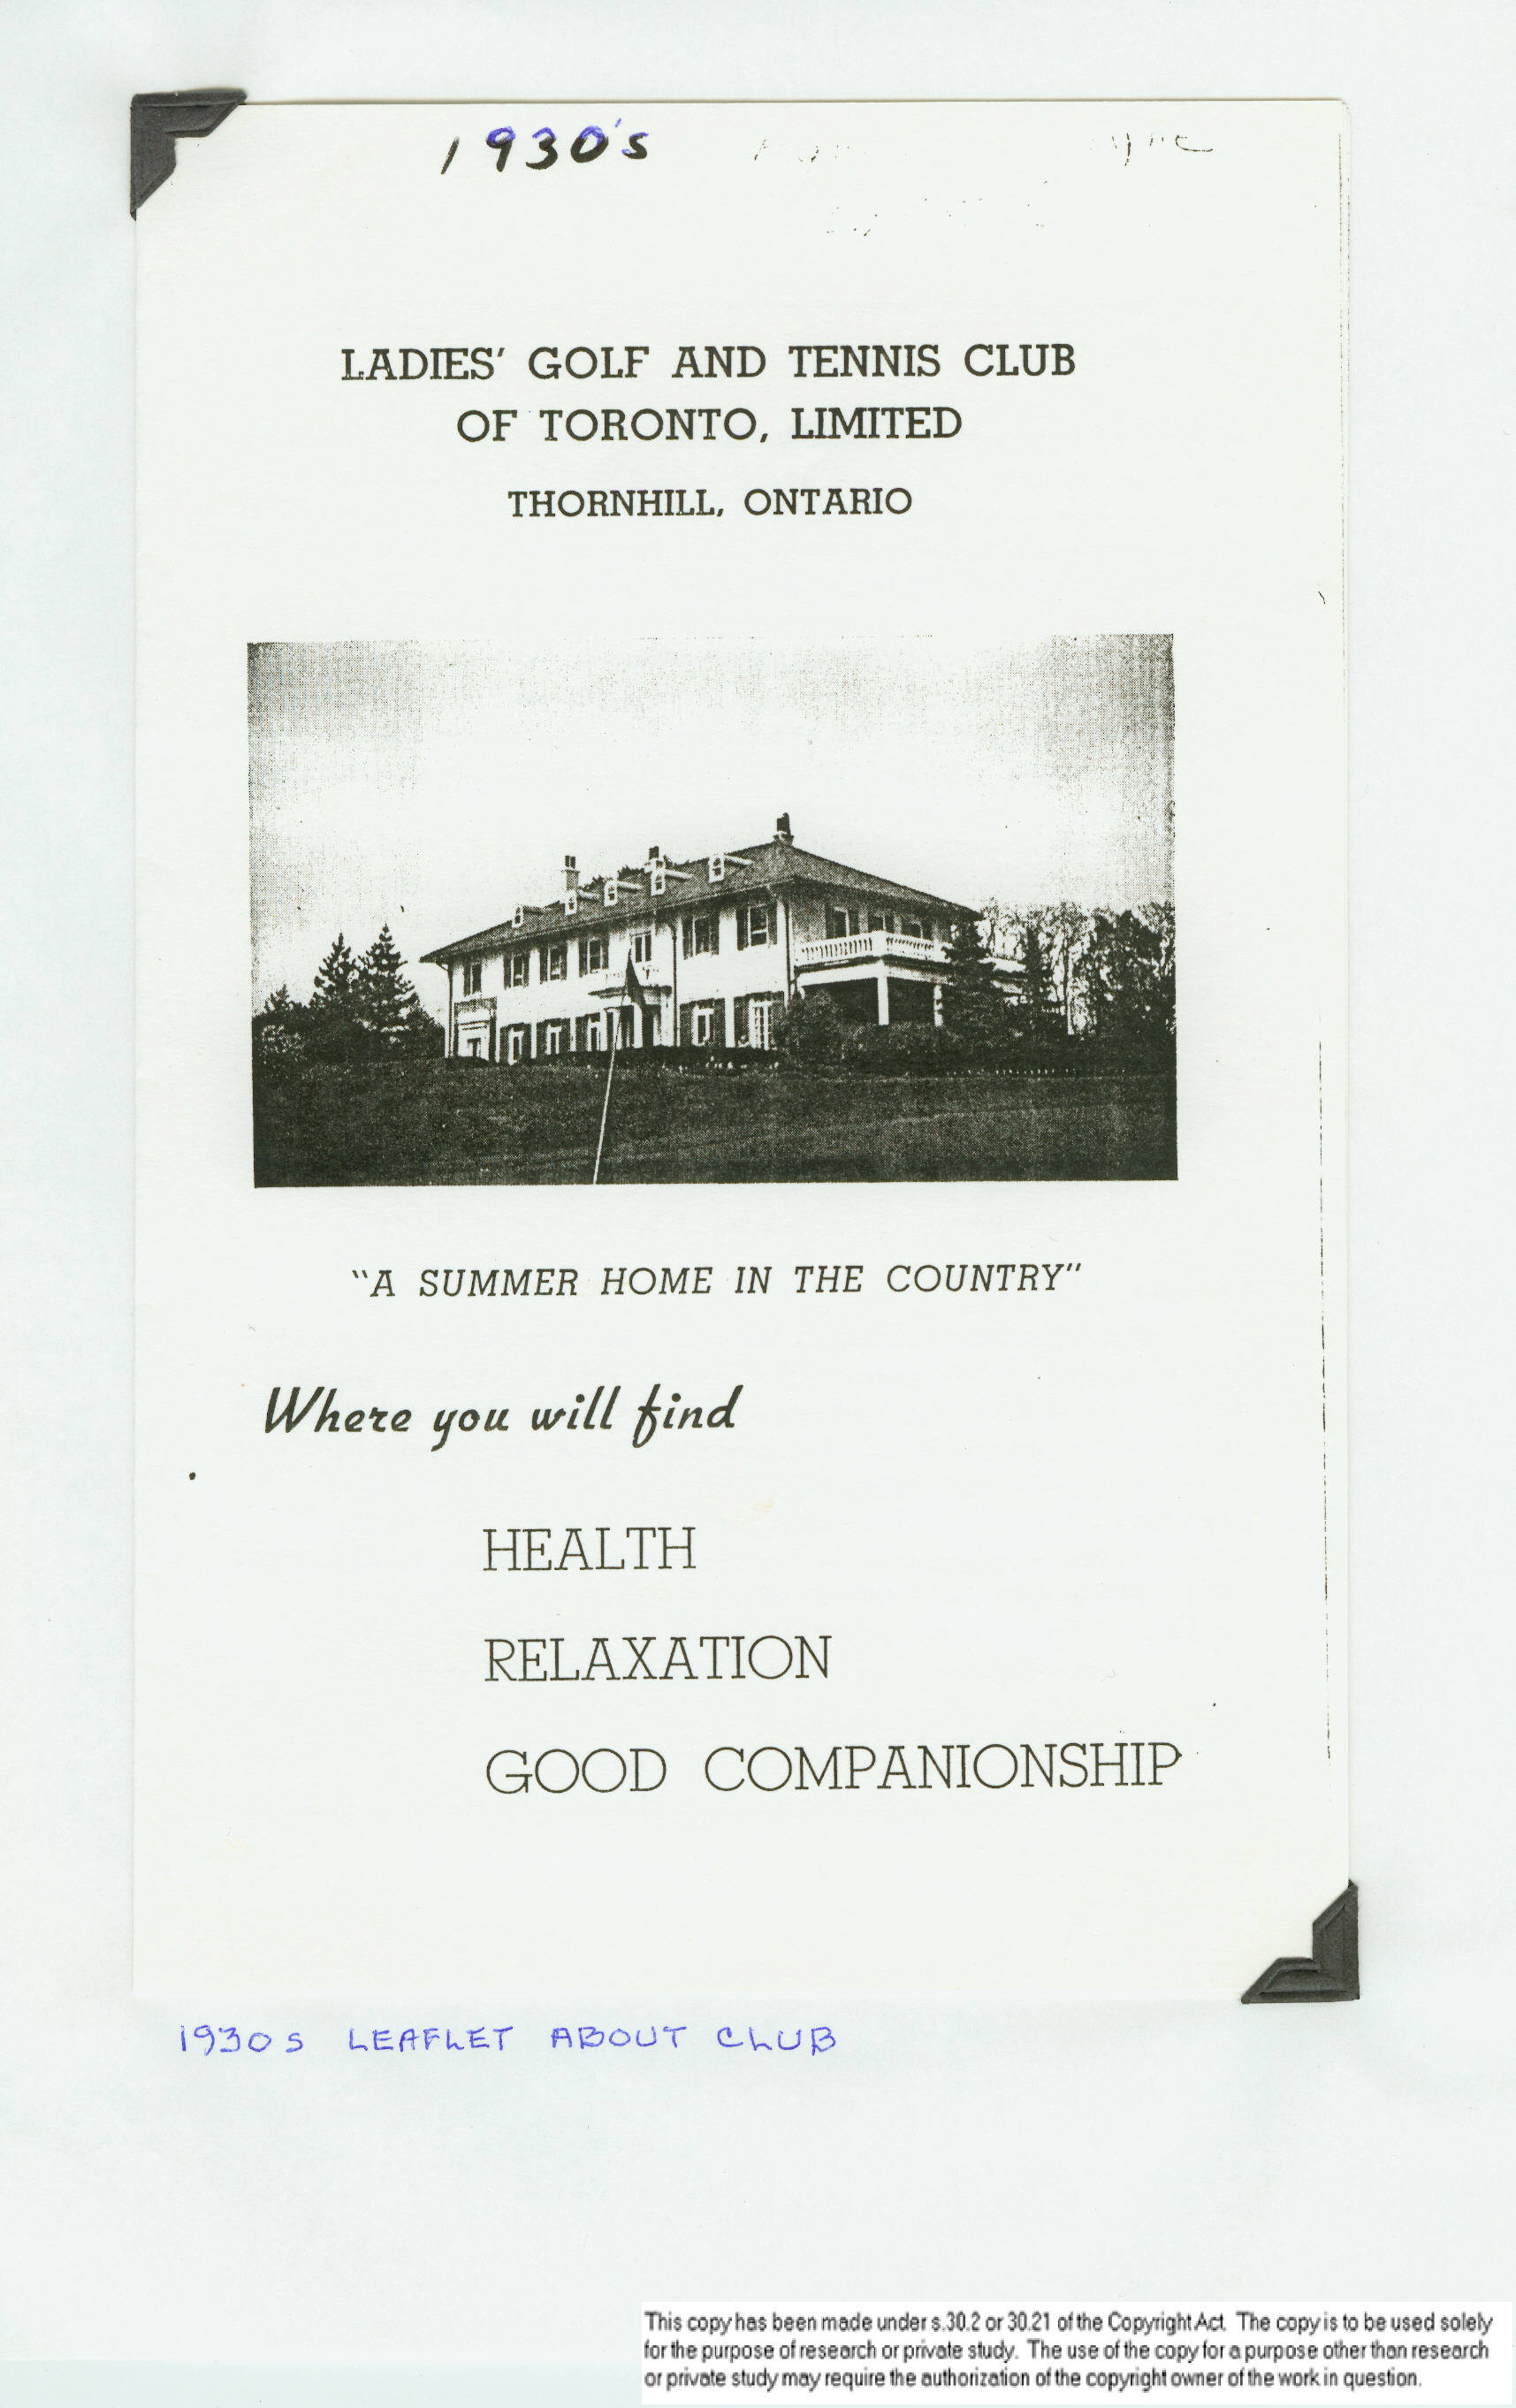 1930's
LADIES' GOLF AND TENNIS CLUB
OF TORONTO, LIMITED
THORNHILL, ONTARIO
"A SUMMER HOME IN THE COUNTRY"
Where you will find
HEALTH
RELAXATION
GOOD COMPANIONSHIP
1930s LEAFLET ABOUT CLUB
This copy has been made under s.30.2 or 30.21 of the Copyright Act. The copy is to be used solely
for the purpose of research or private study. The use of the copy for a purpose other than research
or private study may require the authorization of the copyright owner of the work in question.